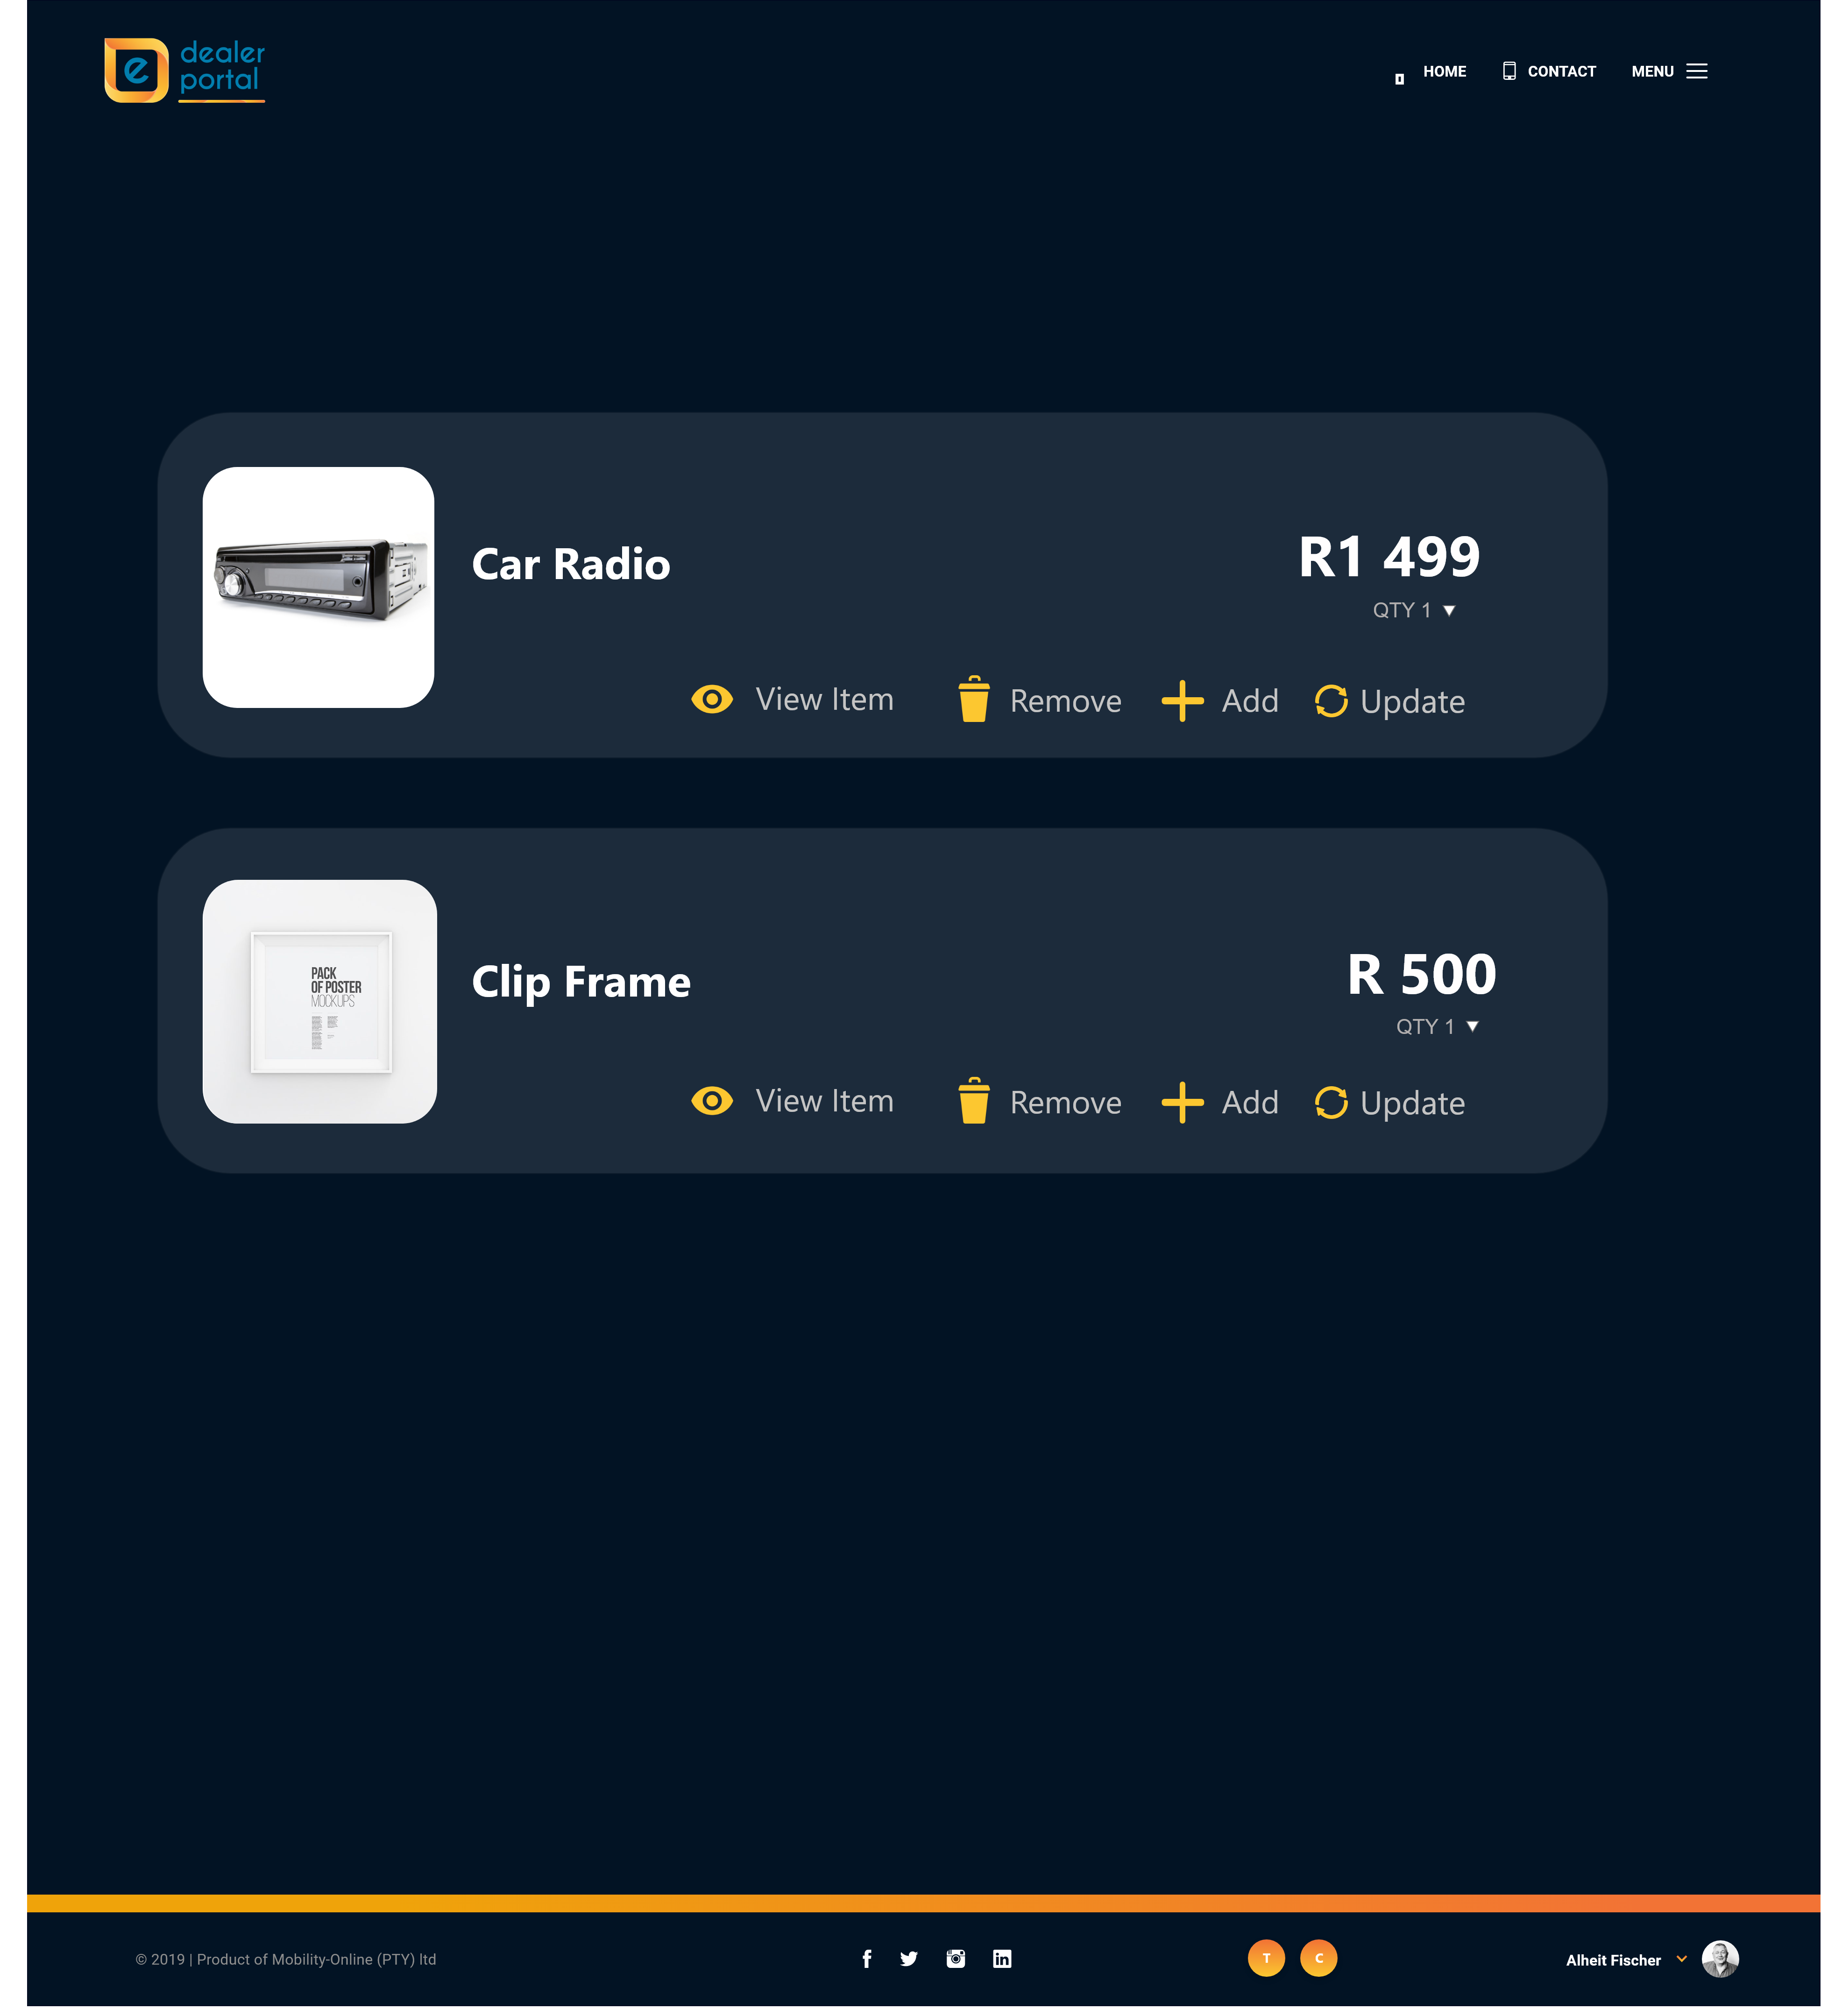 e dealer
portal
HOME CONTACT MENU
Car Radio
R1 499
QTY 1
View Item Remove Add Update
PACK
OF POSTER
MOCKUPS
Clip Frame
R 500
QTY 1
View Item Remove Add Update
© 2019 | Product of Mobility-Online (PTY) ltd
f in T C Alheit Fischer